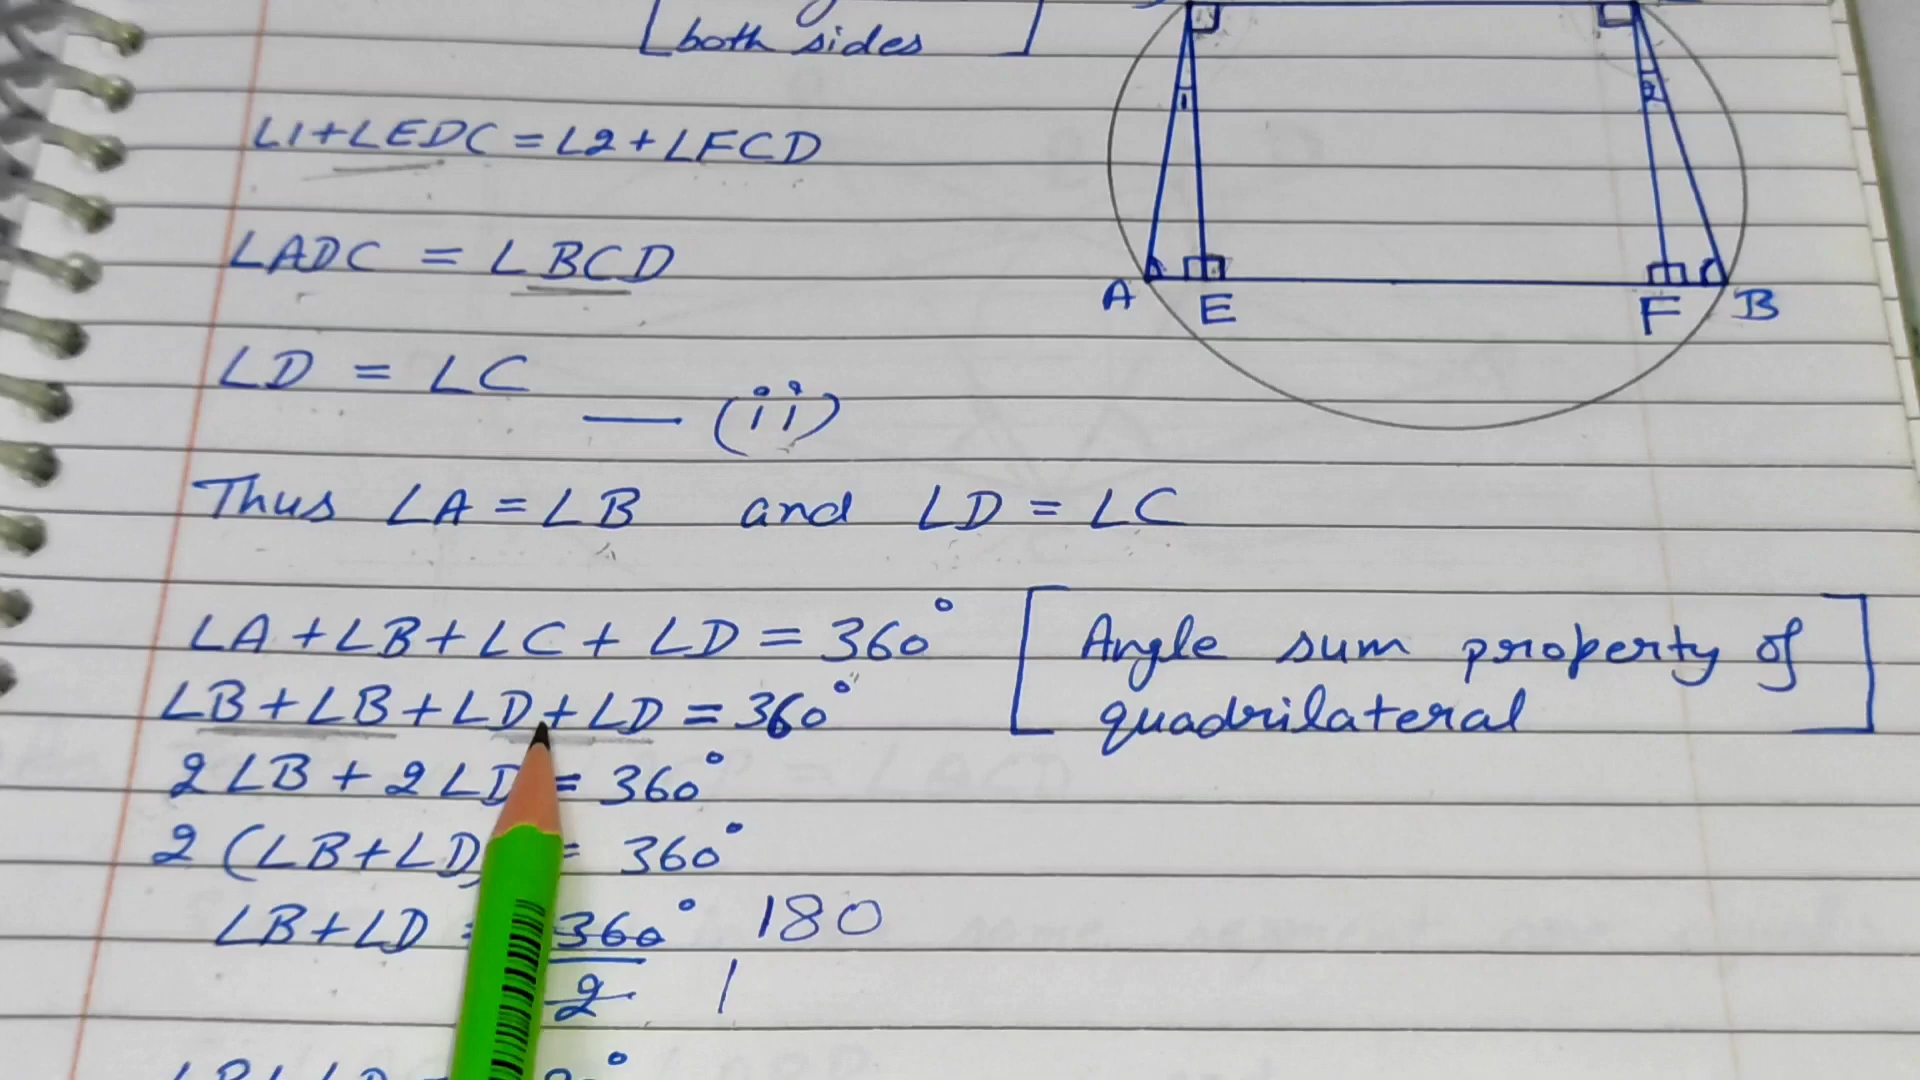 both sides
∠1+∠EDC = ∠2+∠FCD
∠ADC = ∠BCD
∠D = ∠C
— (ii)
Thus ∠A = ∠B and ∠D = ∠C
∠A + ∠B + ∠C + ∠D = 360°
[Angle sum property of
quadrilateral]
∠B + ∠B + ∠D + ∠D = 360°
2∠B + 2∠D = 360°
2 (∠B+∠D) = 360°
∠B+∠D = 360° 180
2 1
1
2
A
E
F
B